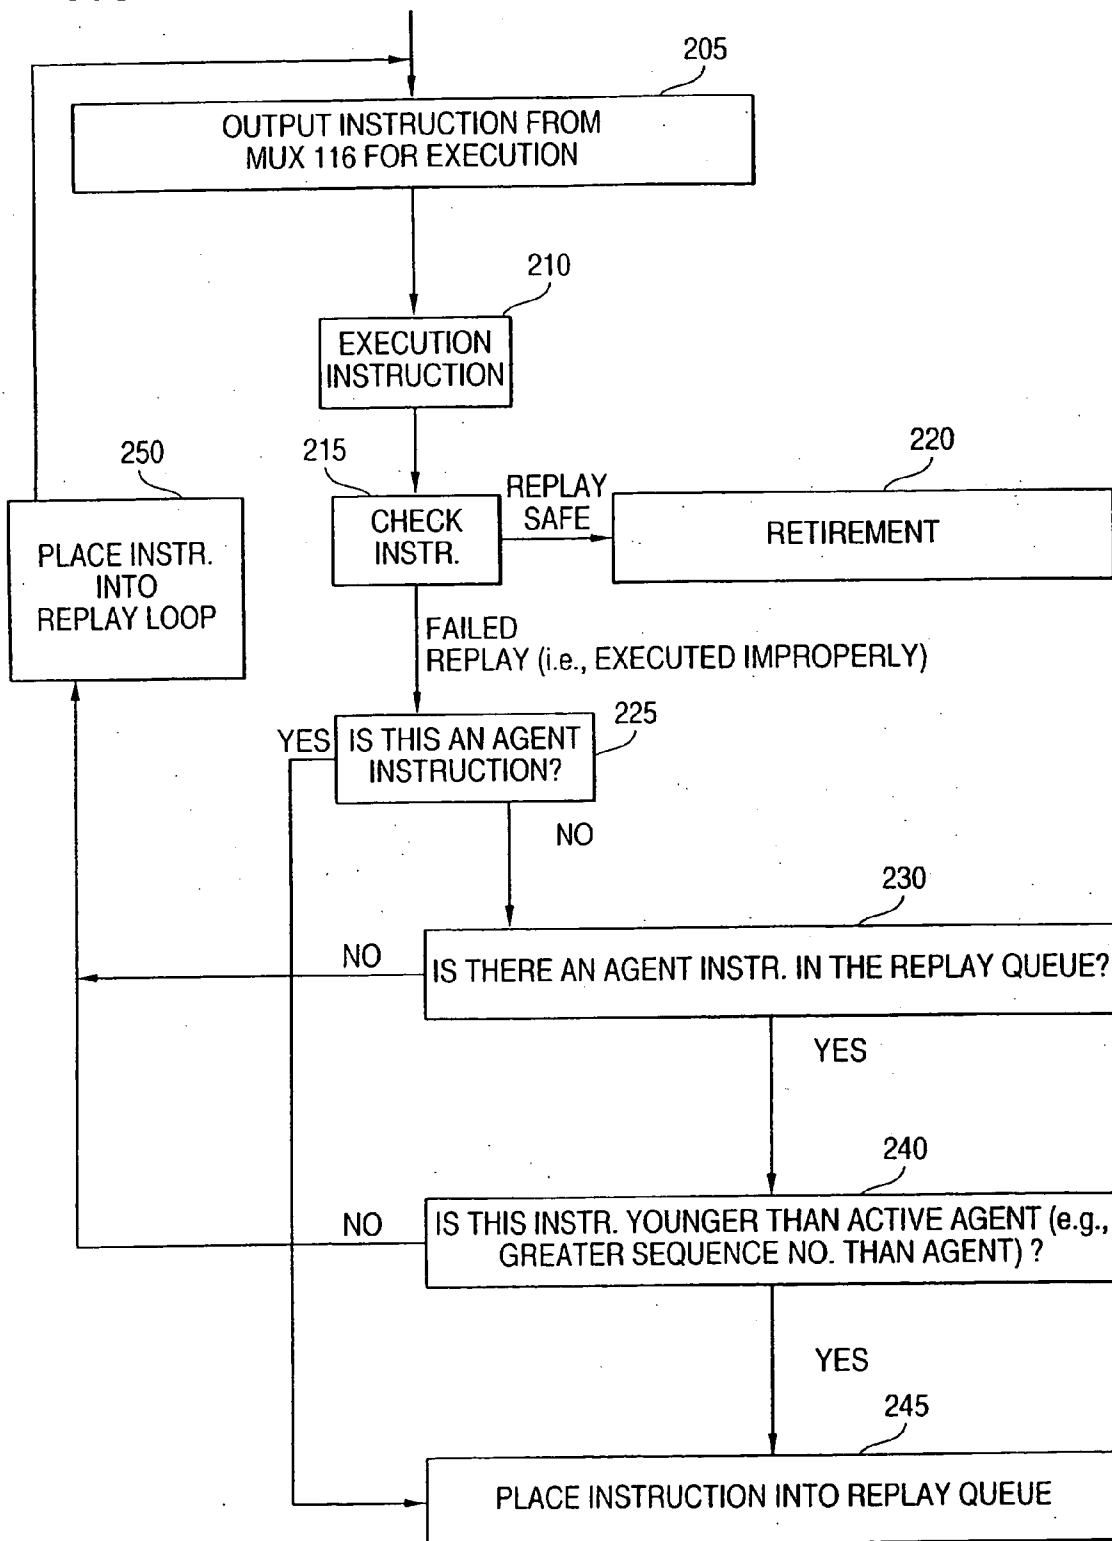 205
OUTPUT INSTRUCTION FROM
MUX 116 FOR EXECUTION
210
EXECUTION
INSTRUCTION
250
PLACE INSTR.
INTO
REPLAY LOOP
215
CHECK
INSTR.
REPLAY
SAFE
220
RETIREMENT
FAILED
REPLAY (i.e., EXECUTED IMPROPERLY)
225
YES
IS THIS AN AGENT
INSTRUCTION?
NO
230
NO
IS THERE AN AGENT INSTR. IN THE REPLAY QUEUE?
YES
240
NO
IS THIS INSTR. YOUNGER THAN ACTIVE AGENT (e.g.,
GREATER SEQUENCE NO. THAN AGENT) ?
YES
245
PLACE INSTRUCTION INTO REPLAY QUEUE